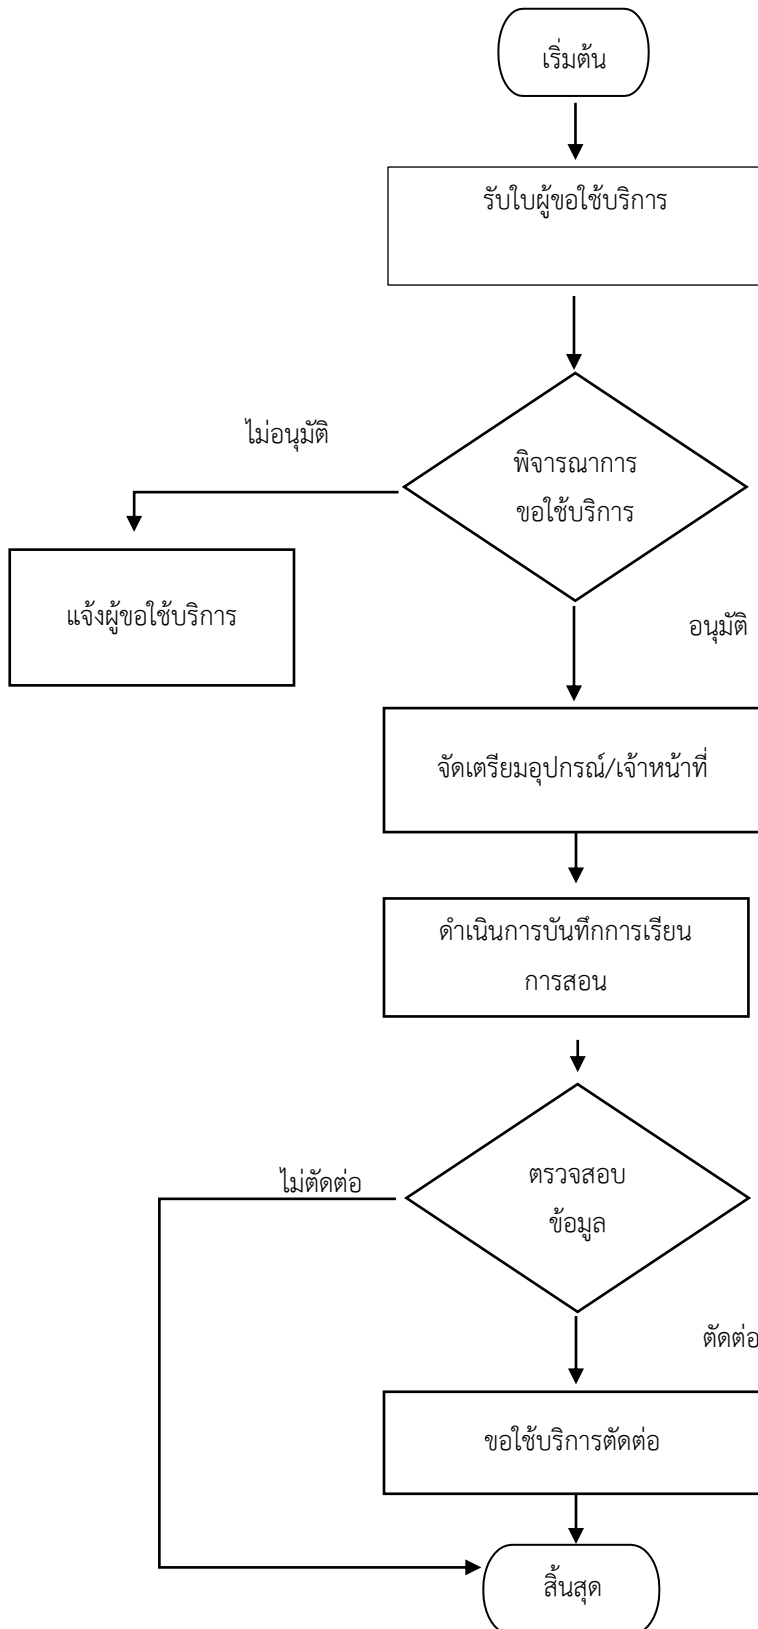 เริ่มต้น
รับใบผู้ขอใช้บริการ
ไม่อนุมัติ
พิจารณาการ
ขอใช้บริการ
แจ้งผู้ขอใช้บริการ
อนุมัติ
จัดเตรียมอุปกรณ์/เจ้าหน้าที่
ดำเนินการบันทึกการเรียน
การสอน
ไม่ตัดต่อ
ตรวจสอบ
ข้อมูล
ตัดต่อ
ขอใช้บริการตัดต่อ
สิ้นสุด